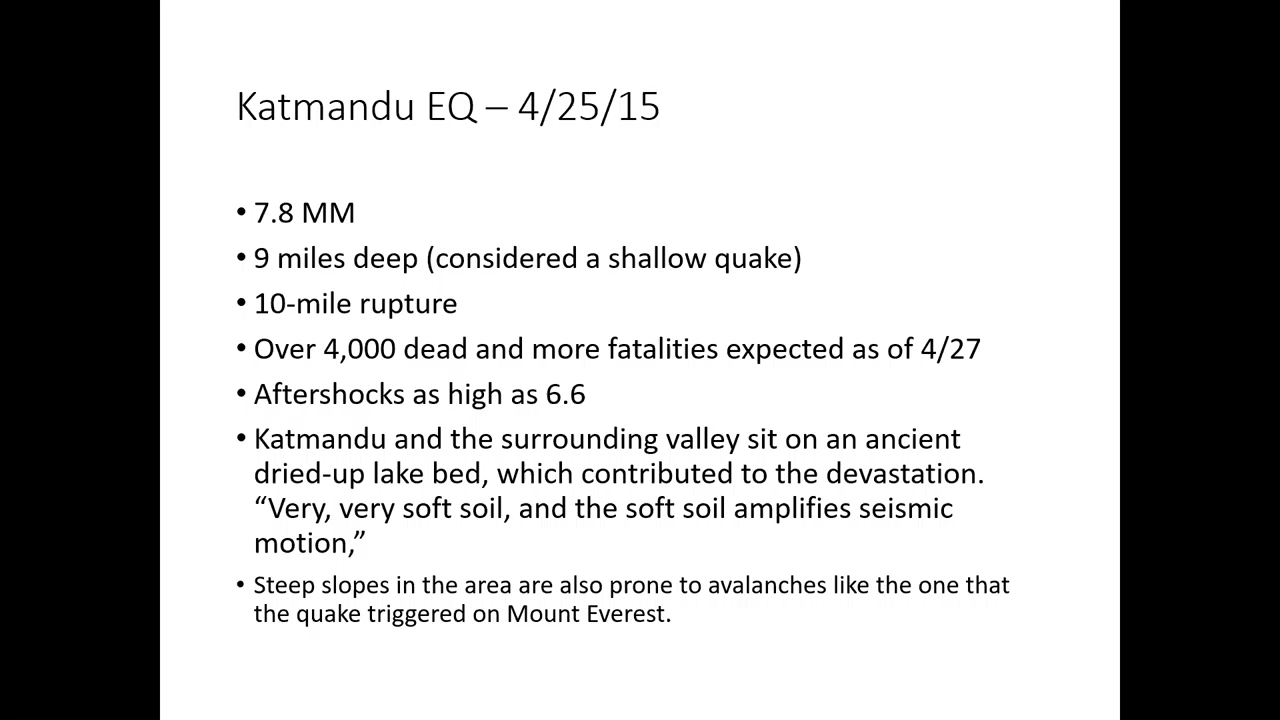 Katmandu EQ – 4/25/15
• 7.8 MM
• 9 miles deep (considered a shallow quake)
• 10-mile rupture
• Over 4,000 dead and more fatalities expected as of 4/27
• Aftershocks as high as 6.6
• Katmandu and the surrounding valley sit on an ancient
dried-up lake bed, which contributed to the devastation.
“Very, very soft soil, and the soft soil amplifies seismic
motion,”
• Steep slopes in the area are also prone to avalanches like the one that
the quake triggered on Mount Everest.